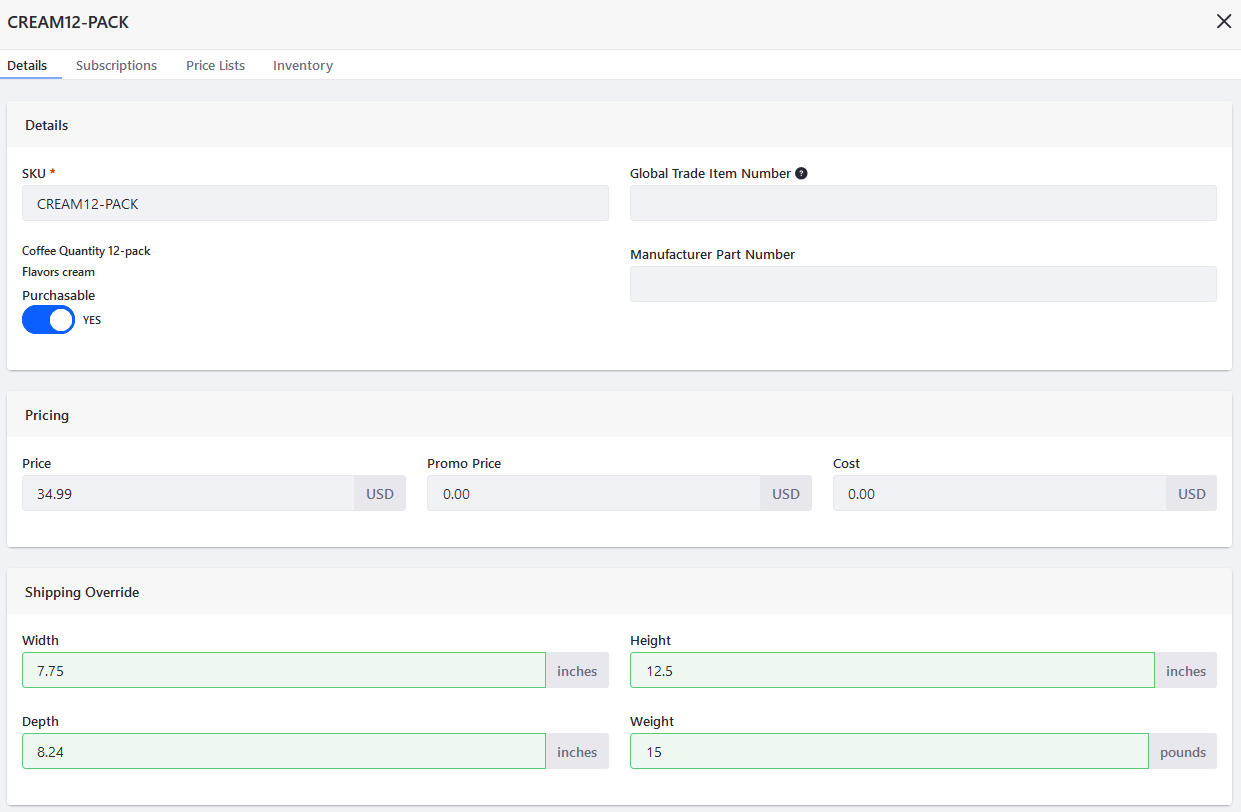 CREAM12-PACK
Details Subscriptions Price Lists Inventory
Details
SKU *
CREAM12-PACK
Global Trade Item Number ?
Coffee Quantity 12-pack
Flavors cream
Purchasable
YES
Manufacturer Part Number
Pricing
Price
34.99 USD
Promo Price
0.00 USD
Cost
0.00 USD
Shipping Override
Width
7.75 inches
Height
12.5 inches
Depth
8.24 inches
Weight
15 pounds